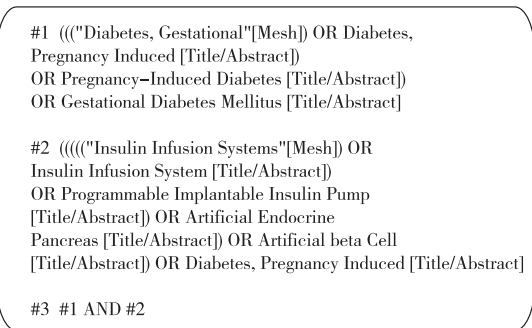 #1 ((("Diabetes, Gestational"[Mesh]) OR Diabetes,
Pregnancy Induced [Title/Abstract])
OR Pregnancy-Induced Diabetes [Title/Abstract])
OR Gestational Diabetes Mellitus [Title/Abstract]

#2 ((((("Insulin Infusion Systems"[Mesh]) OR
Insulin Infusion System [Title/Abstract])
OR Programmable Implantable Insulin Pump
[Title/Abstract]) OR Artificial Endocrine
Pancreas [Title/Abstract]) OR Artificial beta Cell
[Title/Abstract]) OR Diabetes, Pregnancy Induced [Title/Abstract]

#3 #1 AND #2